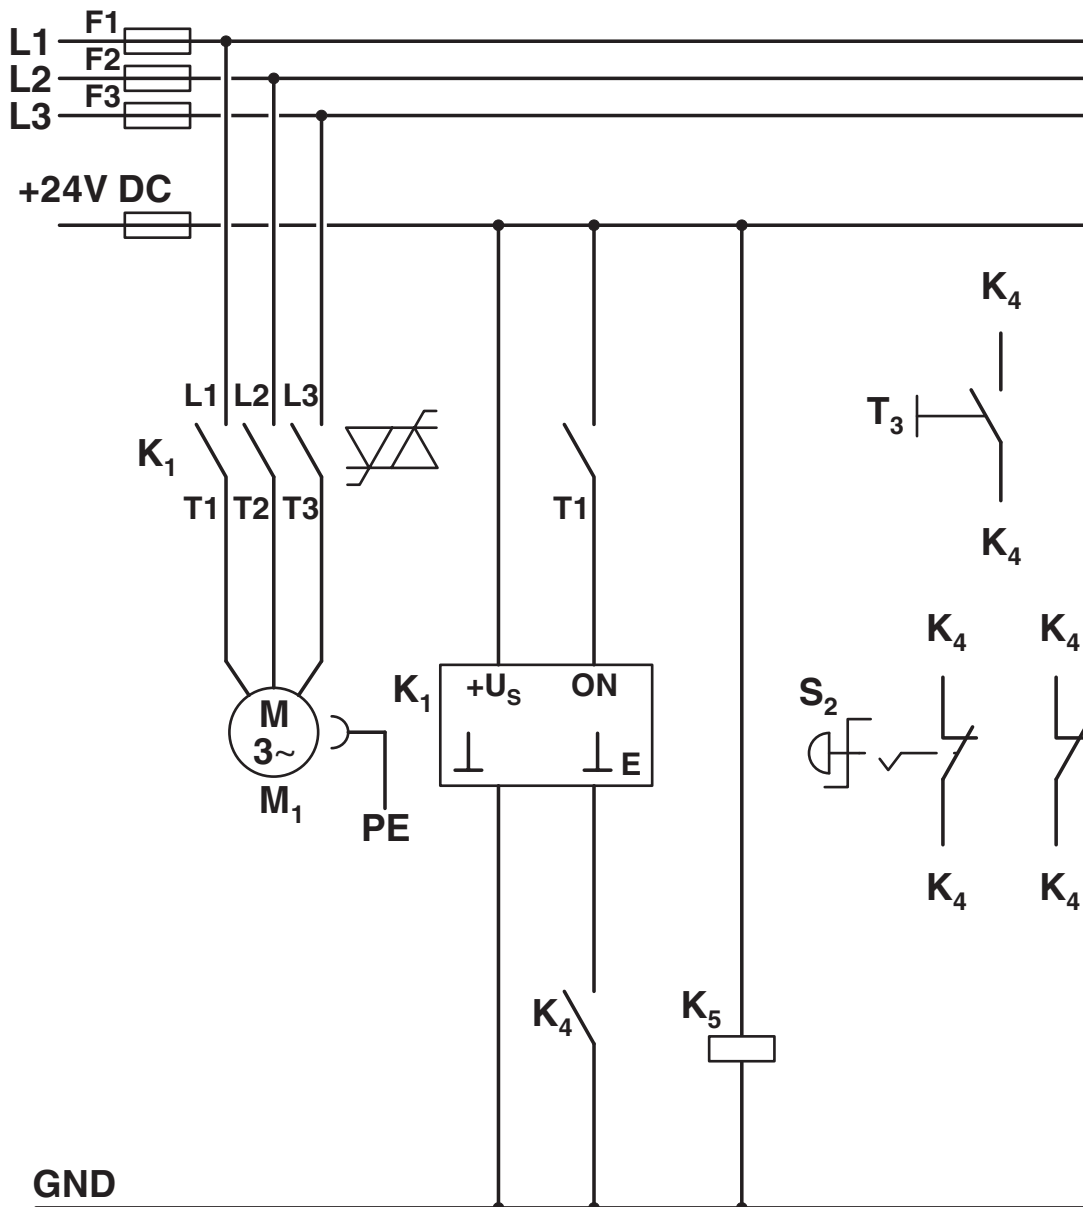 F1
L1
F2
L2
F3
L3
+24V DC
K4
L1 L2 L3
T3
K1
T1 T2 T3
T1
K4
K4 K4
K1 +US ON
S2
M
3~
E
M1
PE
K4 K4
K4
K5
GND